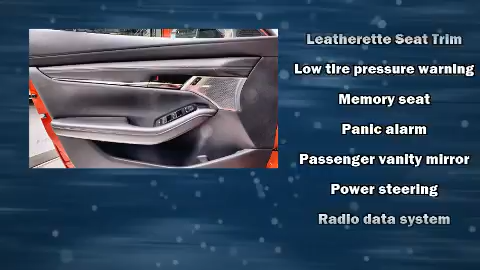 Leatherette Seat Trim
Low tire pressure warning
Memory seat
Panic alarm
Passenger vanity mirror
Power steering
Radio data system